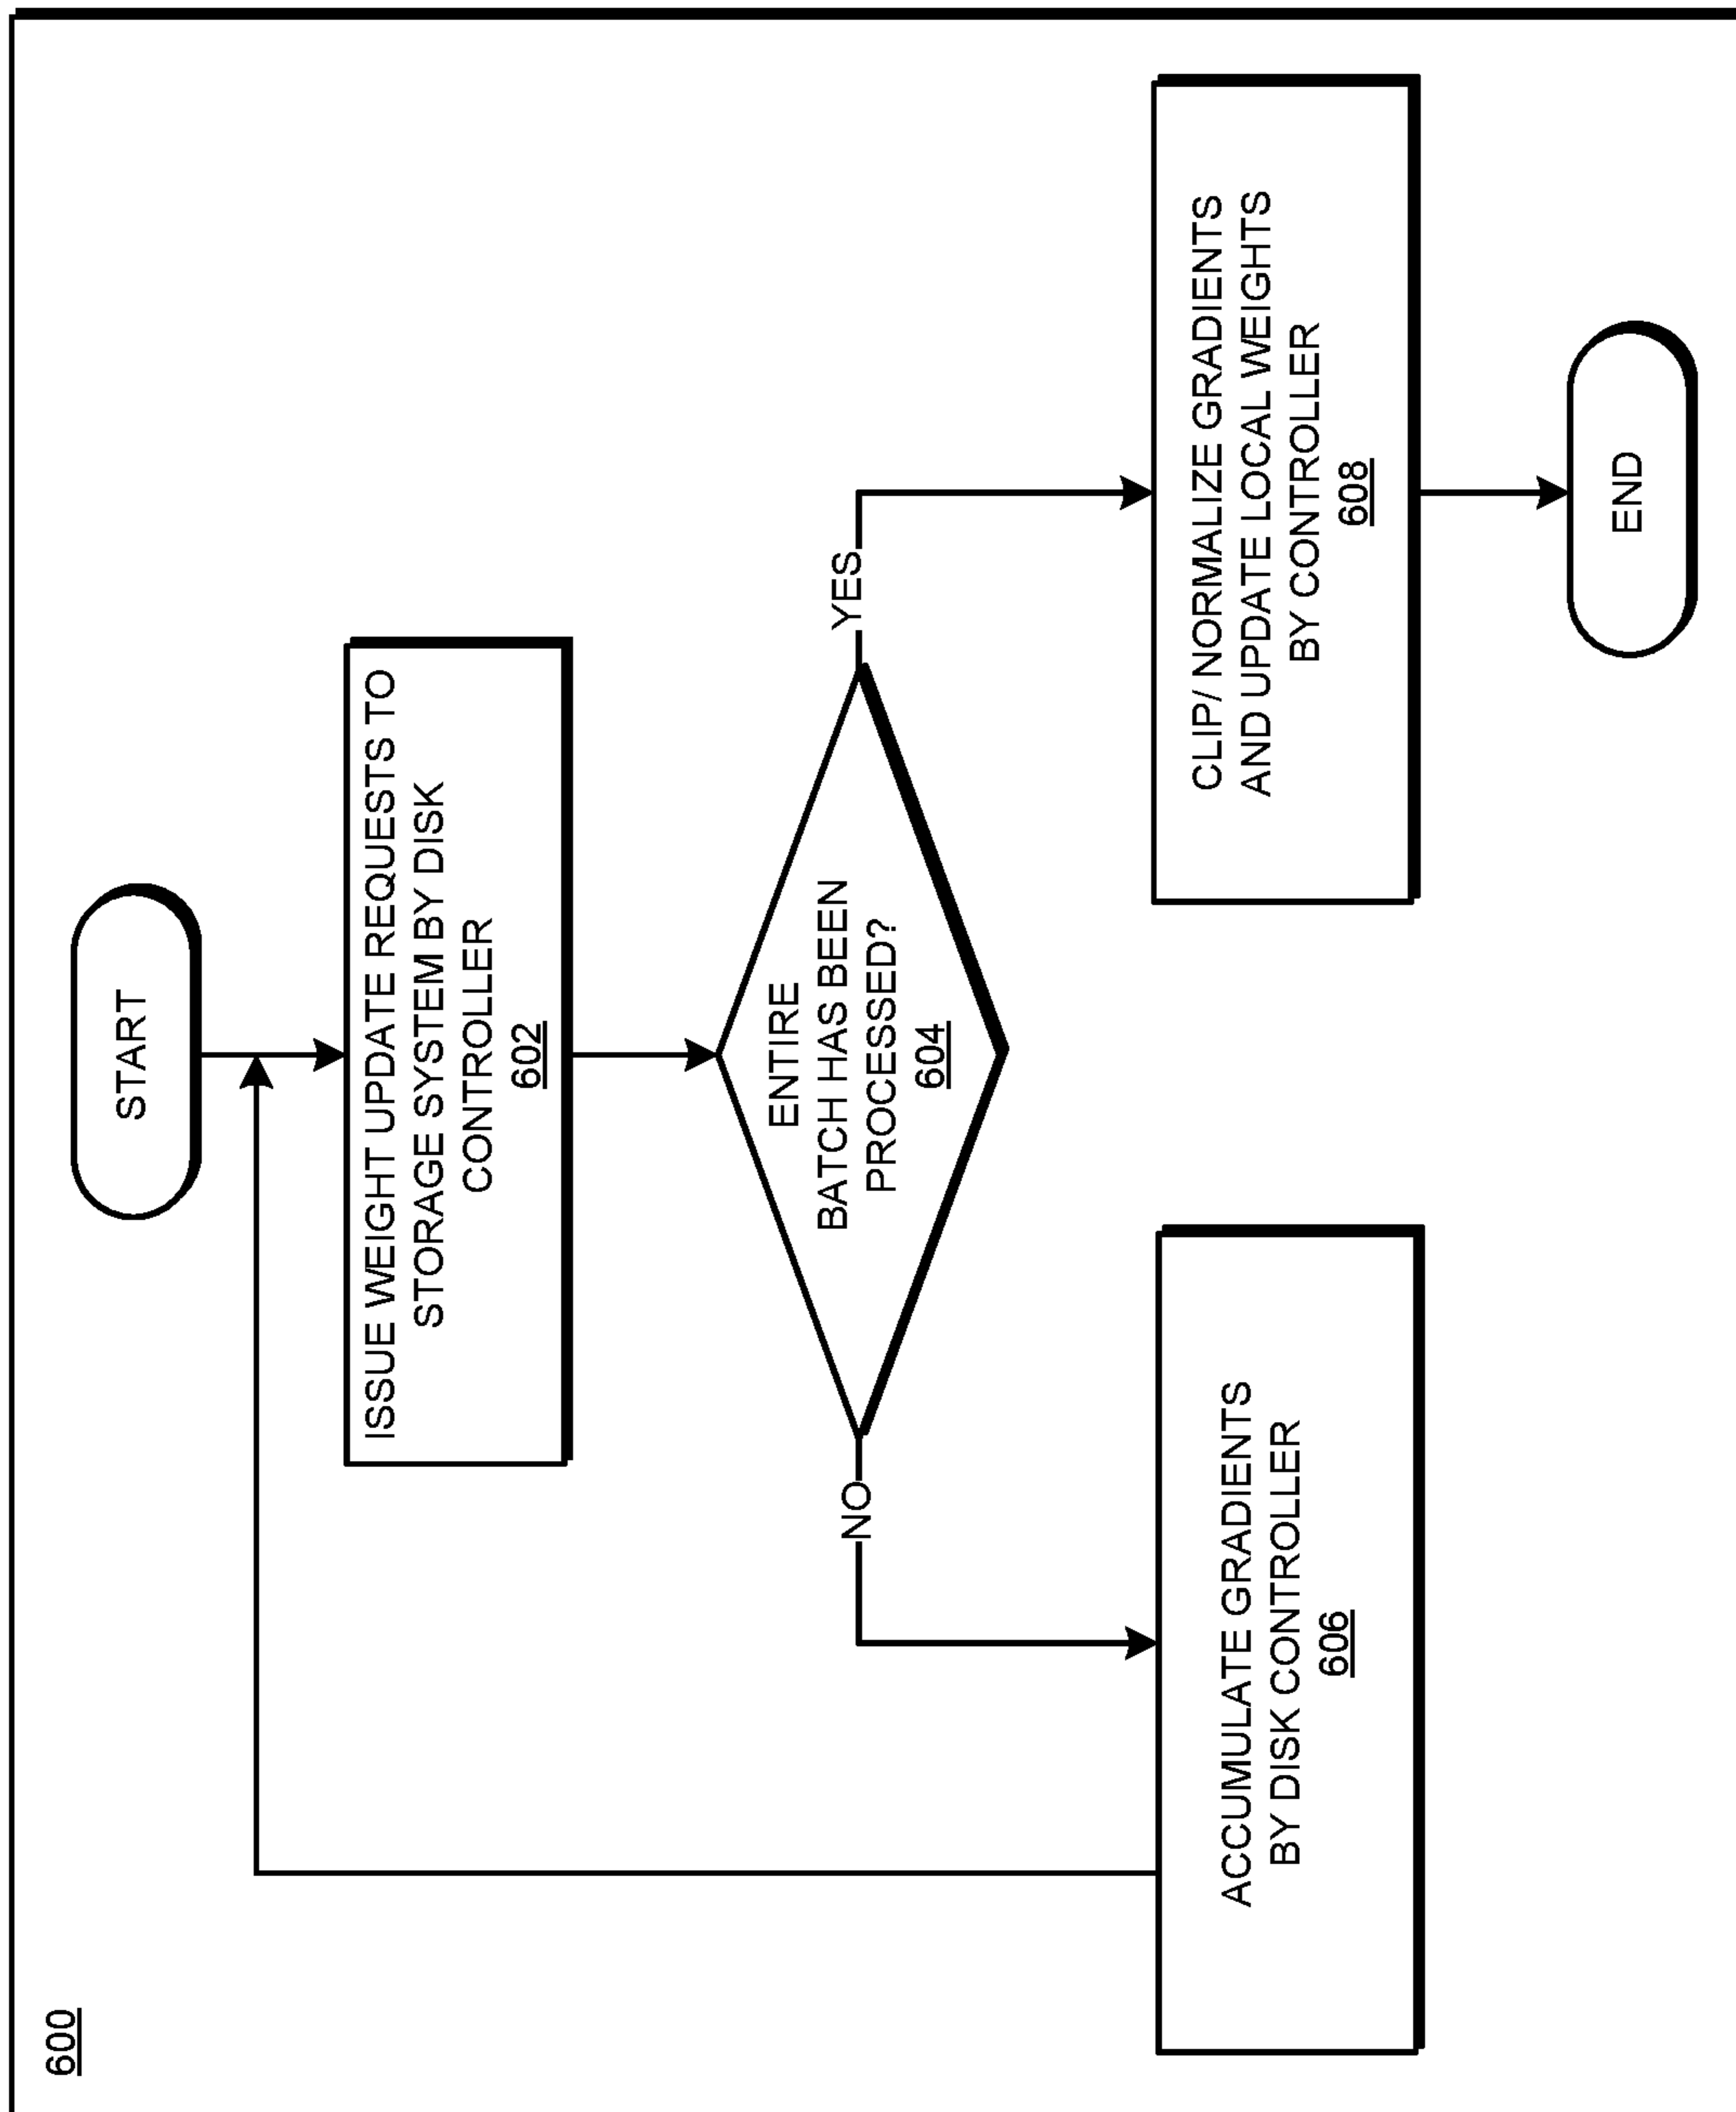 600
START
ISSUE WEIGHT UPDATE REQUESTS TO
STORAGE SYSTEM BY DISK
CONTROLLER
602
ENTIRE
BATCH HAS BEEN
PROCESSED?
604
NO
YES
ACCUMULATE GRADIENTS
BY DISK CONTROLLER
606
CLIP/ NORMALIZE GRADIENTS
AND UPDATE LOCAL WEIGHTS
BY CONTROLLER
608
END